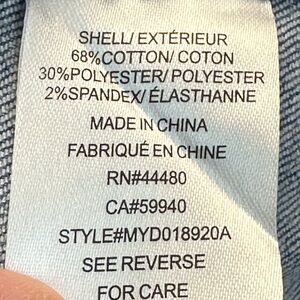 SHELL/ EXTÉRIEUR
68%COTTON/ COTON
30%POLYESTER/ POLYESTER
2%SPANDEX/ ÉLASTHANNE
MADE IN CHINA
FABRIQUÉ EN CHINE
RN#44480
CA#59940
STYLE#MYD018920A
SEE REVERSE
FOR CARE